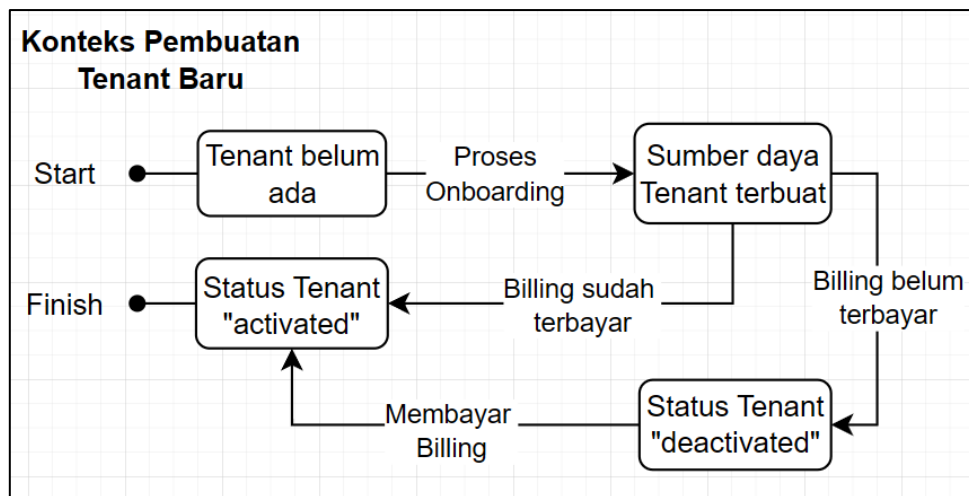 Konteks Pembuatan
Tenant Baru
Start
Tenant belum
ada
Proses
Onboarding
Sumber daya
Tenant terbuat
Finish
Status Tenant
"activated"
Billing sudah
terbayar
Billing belum
terbayar
Membayar
Billing
Status Tenant
"deactivated"